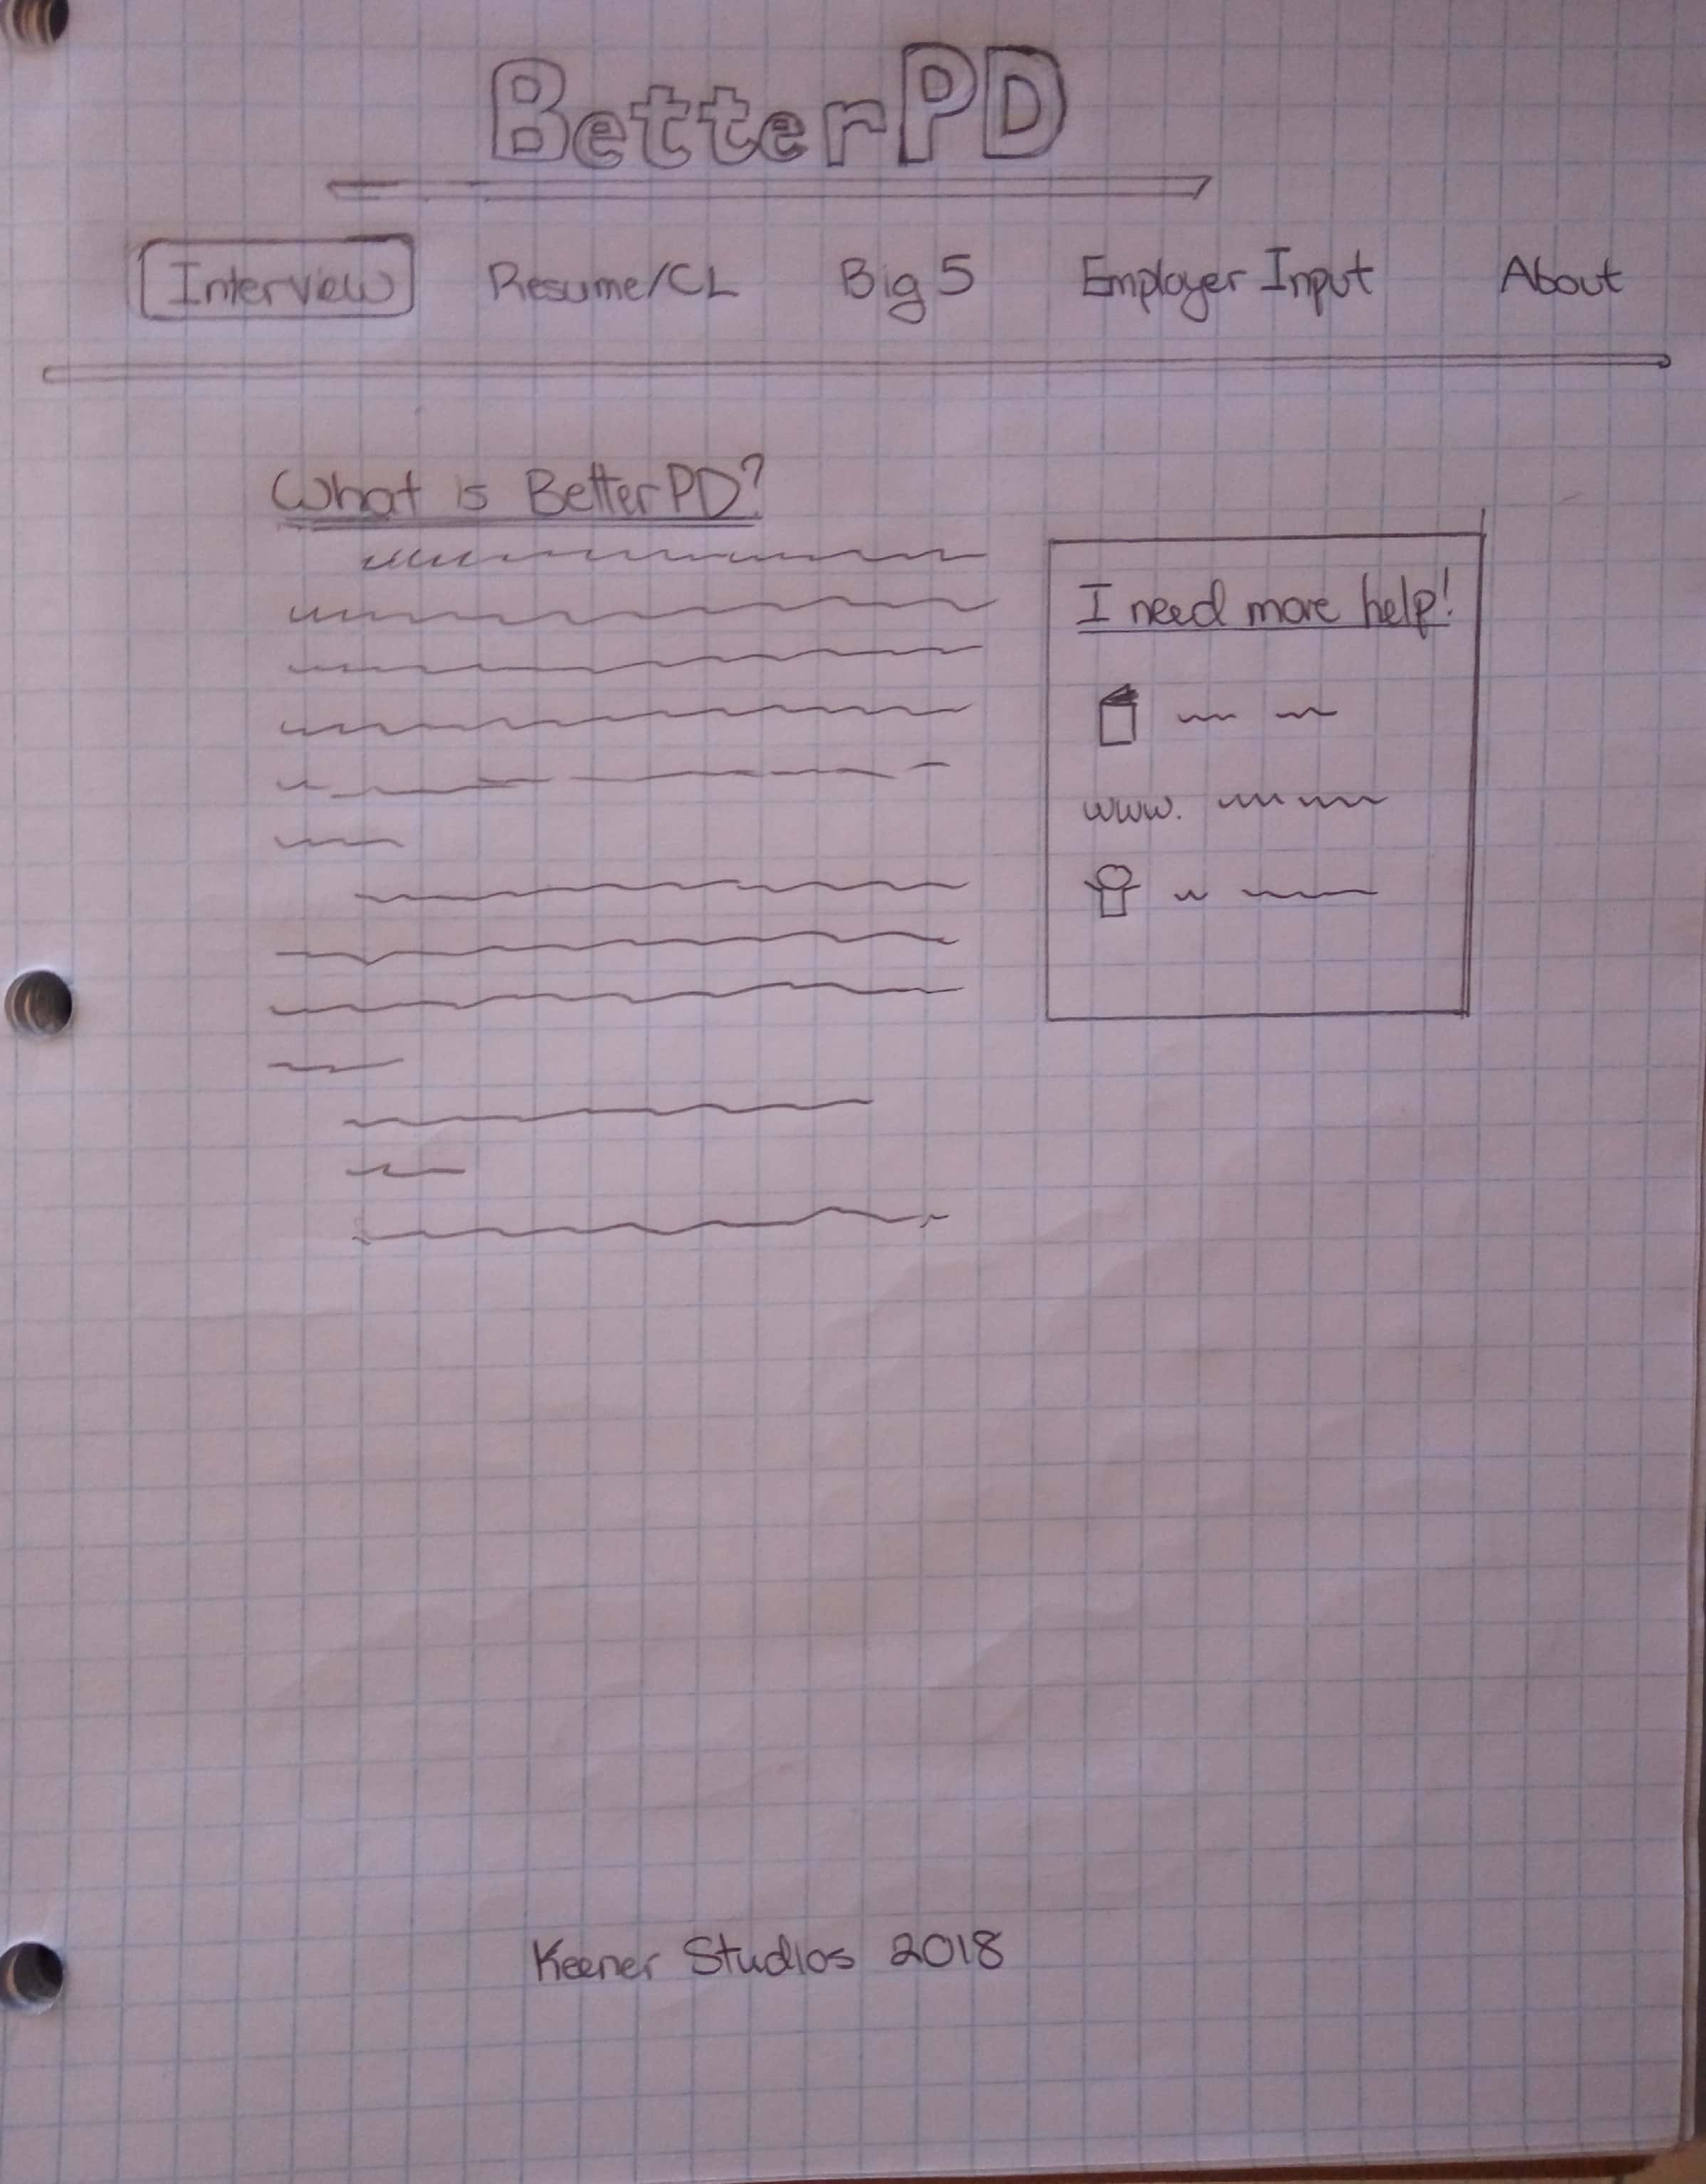 BetterPD
Interview Resume/CL Big 5 Employer Input About
What is BetterPD?
I need more help!
www.
Keener Studios 2018